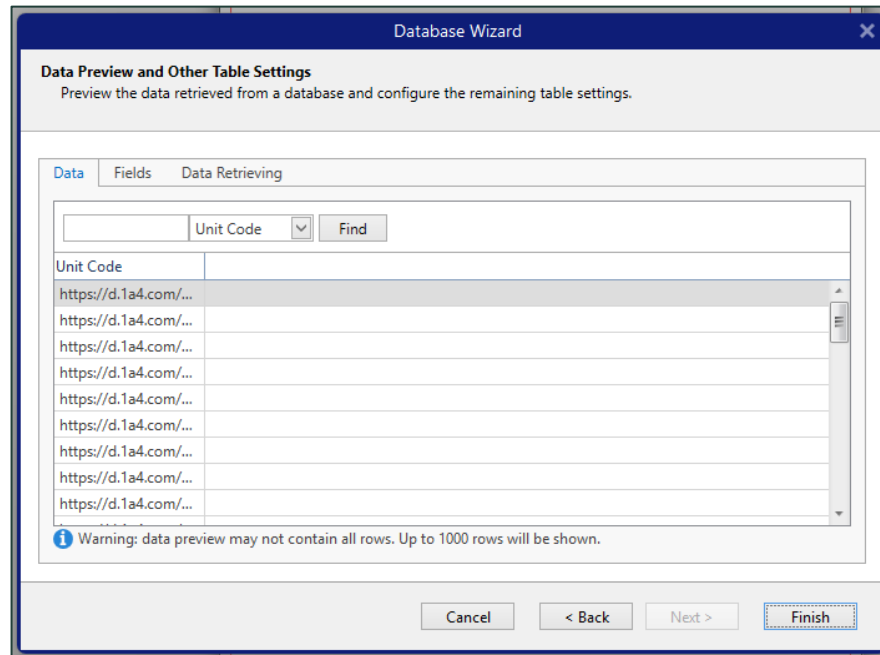 Database Wizard
Data Preview and Other Table Settings
Preview the data retrieved from a database and configure the remaining table settings.
Data Fields Data Retrieving
Unit Code Find
Unit Code
https://d.1a4.com/...
https://d.1a4.com/...
https://d.1a4.com/...
https://d.1a4.com/...
https://d.1a4.com/...
https://d.1a4.com/...
https://d.1a4.com/...
https://d.1a4.com/...
https://d.1a4.com/...
Warning: data preview may not contain all rows. Up to 1000 rows will be shown.
Cancel < Back Next > Finish